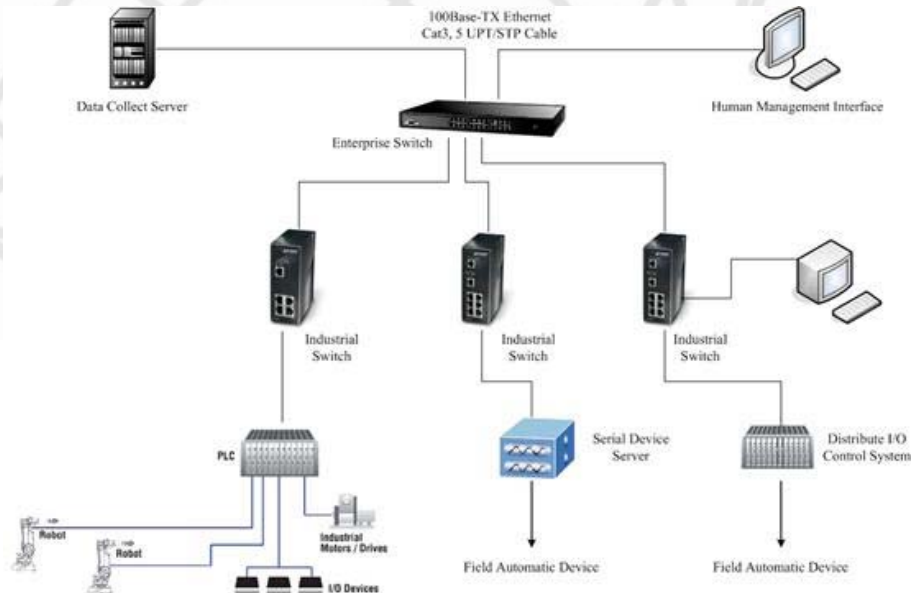 100Base-TX Ethernet
Cat3, 5 UPT/STP Cable
Data Collect Server
Human Management Interface
Enterprise Switch
Industrial
Switch
Industrial
Switch
Industrial
Switch
PLC
Serial Device
Server
Distribute I/O
Control System
Robot
Robot
Industrial
Motors / Drives
I/O Devices
Field Automatic Device
Field Automatic Device